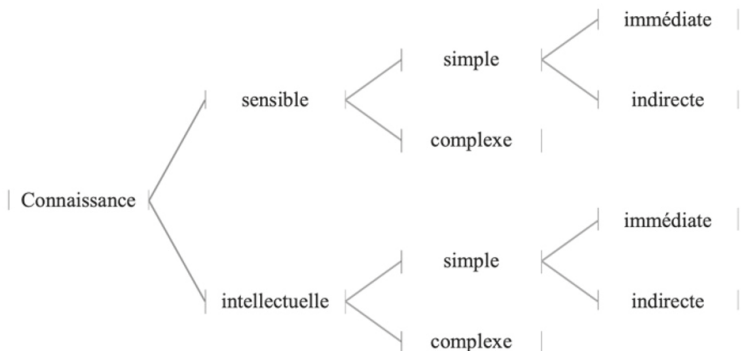 immédiate
simple
sensible
indirecte
complexe
Connaissance
immédiate
simple
intellectuelle
indirecte
complexe